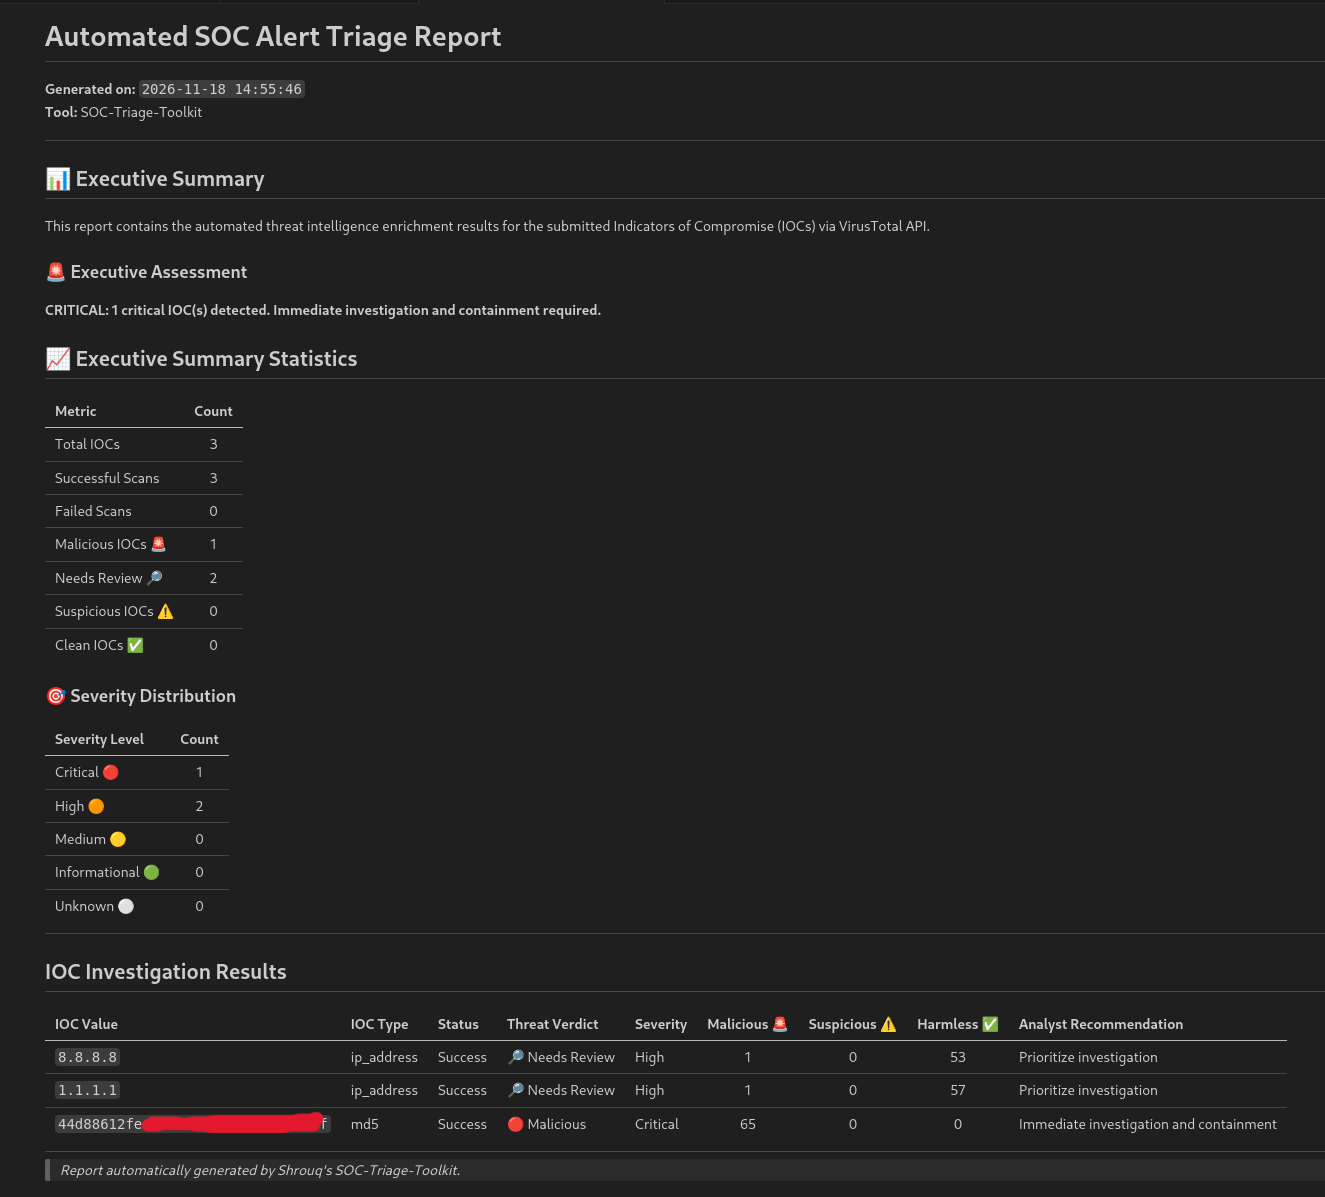 Automated SOC Alert Triage Report
Generated on: 2026-11-18 14:55:46
Tool: SOC-Triage-Toolkit
📊 Executive Summary
This report contains the automated threat intelligence enrichment results for the submitted Indicators of Compromise (IOCs) via VirusTotal API.
🚨 Executive Assessment
CRITICAL: 1 critical IOC(s) detected. Immediate investigation and containment required.
📈 Executive Summary Statistics
Metric Count
Total IOCs 3
Successful Scans 3
Failed Scans 0
Malicious IOCs 🚨 1
Needs Review 🔎 2
Suspicious IOCs ⚠️ 0
Clean IOCs ✅ 0
🎯 Severity Distribution
Severity Level Count
Critical 🔴 1
High 🟠 2
Medium 🟡 0
Informational 🟢 0
Unknown ⚪ 0
IOC Investigation Results
IOC Value IOC Type Status Threat Verdict Severity Malicious 🚨 Suspicious ⚠️ Harmless ✅ Analyst Recommendation
8.8.8.8 ip_address Success 🔎 Needs Review High 1 0 53 Prioritize investigation
1.1.1.1 ip_address Success 🔎 Needs Review High 1 0 57 Prioritize investigation
44d88612fe f md5 Success 🔴 Malicious Critical 65 0 0 Immediate investigation and containment
Report automatically generated by Shrouq's SOC-Triage-Toolkit.